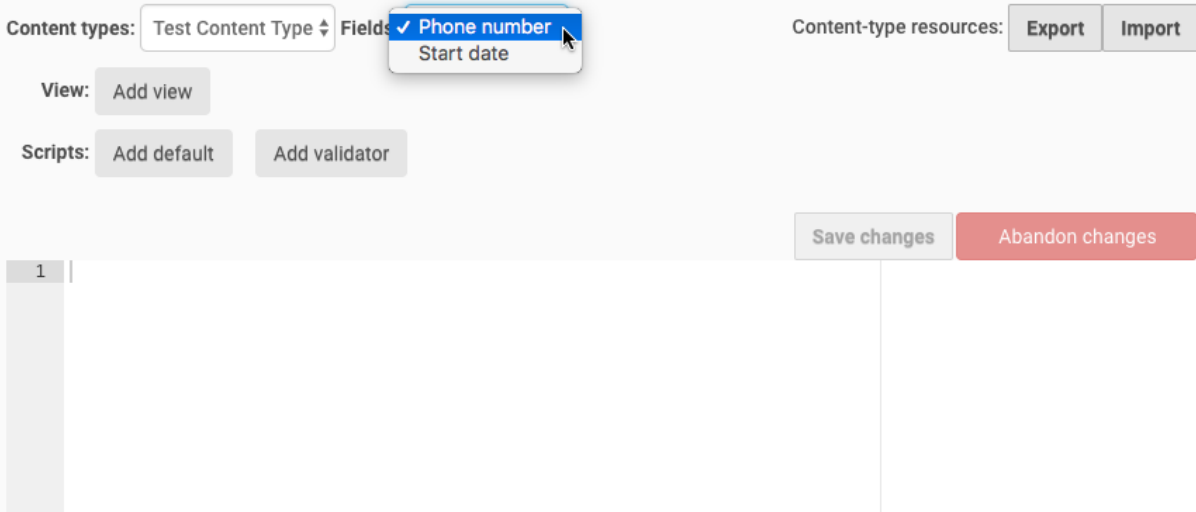 Content types: Test Content Type Fields ✓ Phone number Content-type resources: Export Import
Start date
View: Add view
Scripts: Add default Add validator
Save changes Abandon changes
1